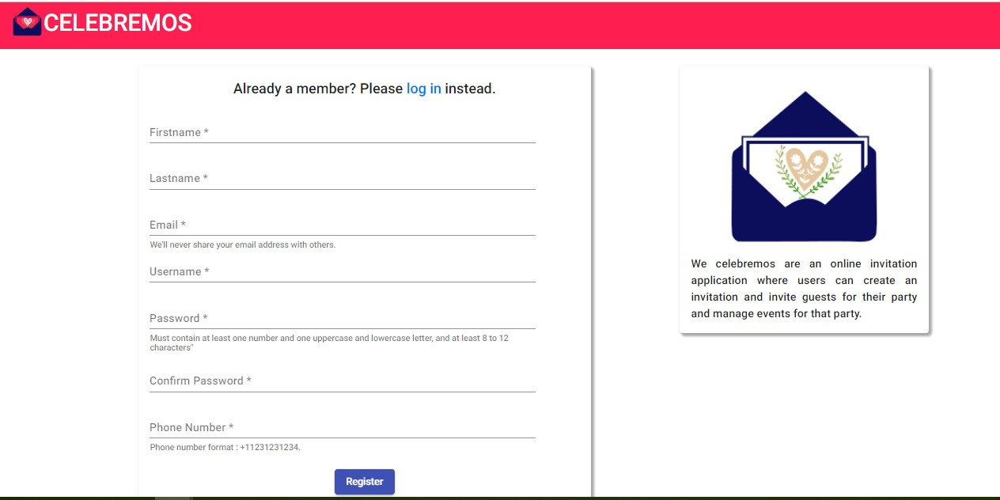 CELEBREMOS
Already a member? Please log in instead.
Firstname *
Lastname *
Email *
We'll never share your email address with others.
Username *
Password *
Must contain at least one number and one uppercase and lowercase letter, and at least 8 to 12
characters"
Confirm Password *
Phone Number *
Phone number format : +11231231234.
Register
We celebremos are an online invitation
application where users can create an
invitation and invite guests for their party
and manage events for that party.